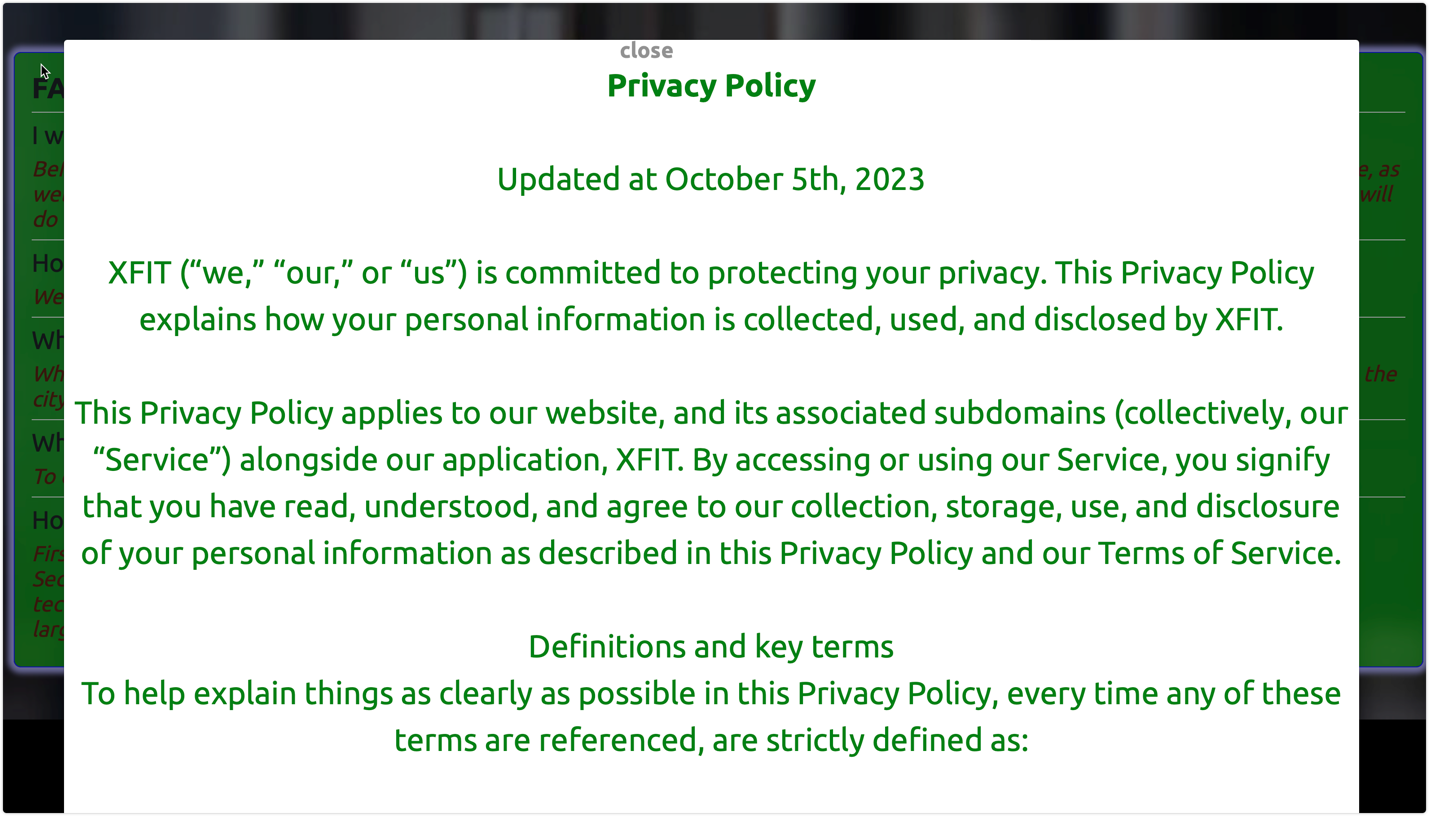 close
Privacy Policy
Updated at October 5th, 2023
XFIT (“we,” “our,” or “us”) is committed to protecting your privacy. This Privacy Policy
explains how your personal information is collected, used, and disclosed by XFIT.
This Privacy Policy applies to our website, and its associated subdomains (collectively, our
“Service”) alongside our application, XFIT. By accessing or using our Service, you signify
that you have read, understood, and agree to our collection, storage, use, and disclosure
of your personal information as described in this Privacy Policy and our Terms of Service.
Definitions and key terms
To help explain things as clearly as possible in this Privacy Policy, every time any of these
terms are referenced, are strictly defined as: